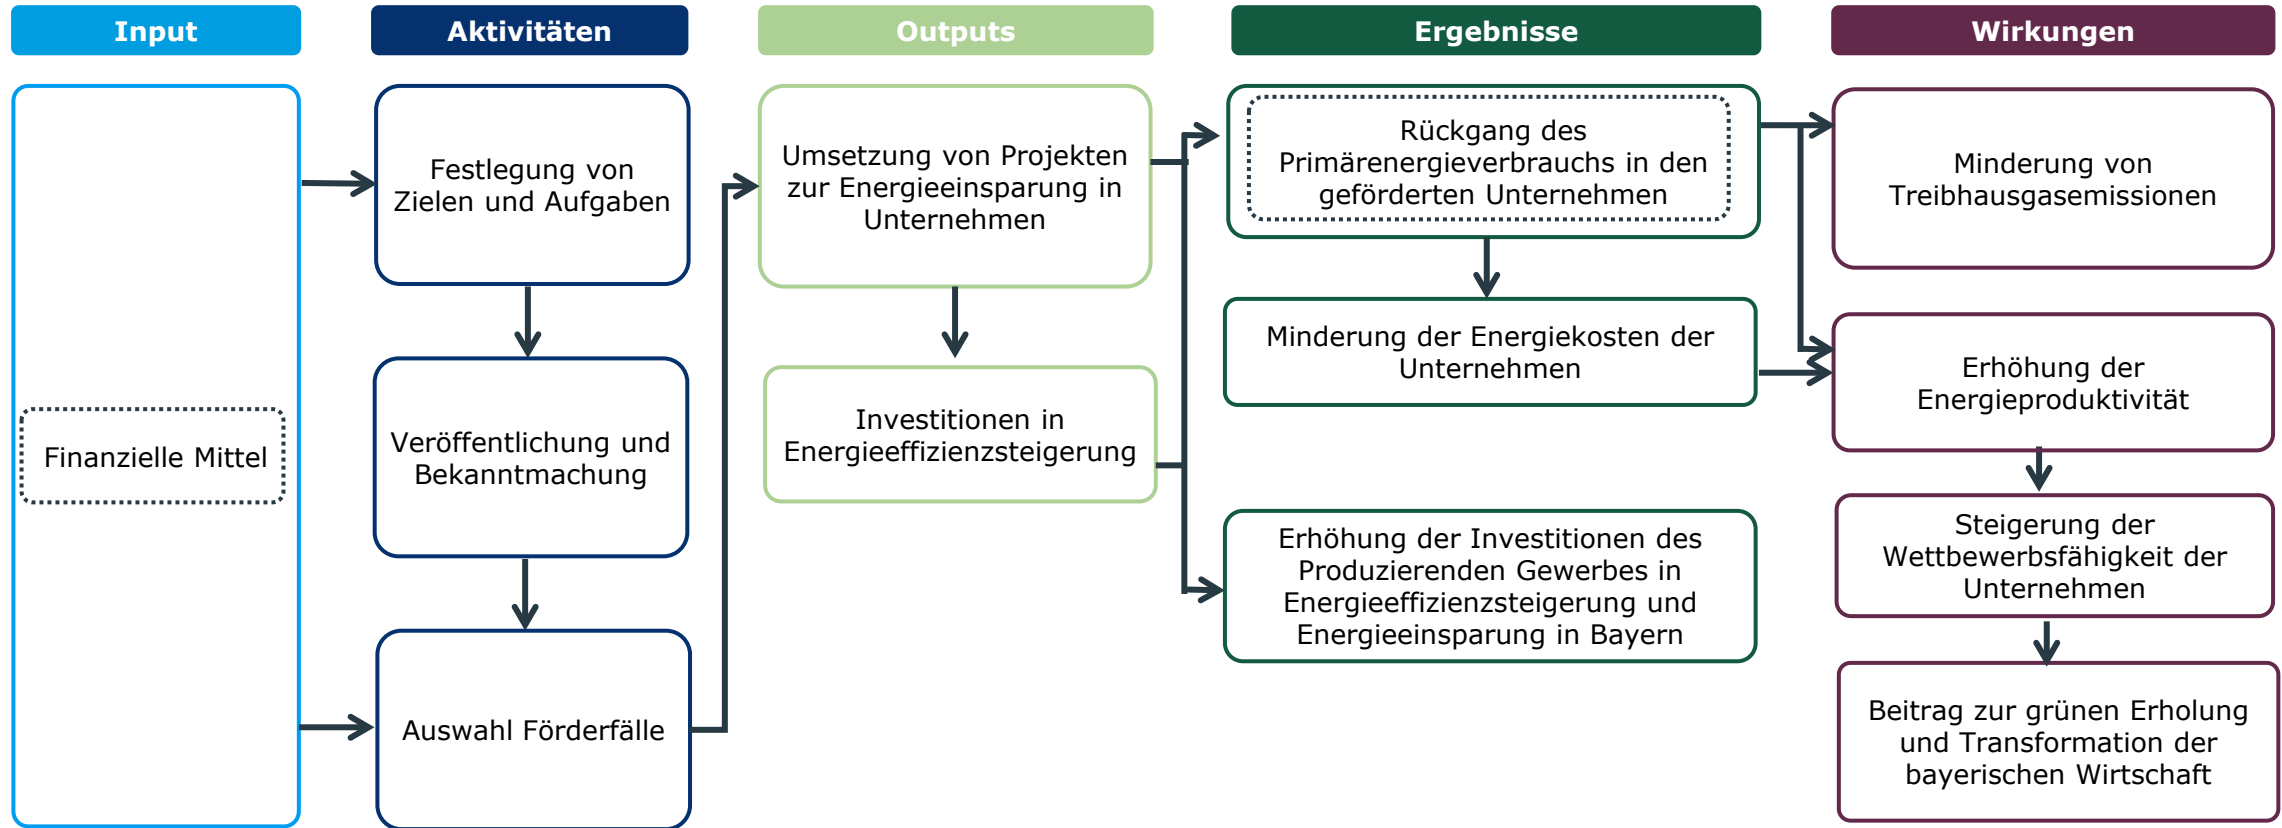 Input
Aktivitäten
Outputs
Ergebnisse
Wirkungen
Finanzielle Mittel
Festlegung von
Zielen und Aufgaben
Veröffentlichung und
Bekanntmachung
Auswahl Förderfälle
Umsetzung von Projekten
zur Energieeinsparung in
Unternehmen
Investitionen in
Energieeffizienzsteigerung
Rückgang des
Primärenergieverbrauchs in den
geförderten Unternehmen
Minderung der Energiekosten der
Unternehmen
Erhöhung der Investitionen des
Produzierenden Gewerbes in
Energieeffizienzsteigerung und
Energieeinsparung in Bayern
Minderung von
Treibhausgasemissionen
Erhöhung der
Energieproduktivität
Steigerung der
Wettbewerbsfähigkeit der
Unternehmen
Beitrag zur grünen Erholung
und Transformation der
bayerischen Wirtschaft